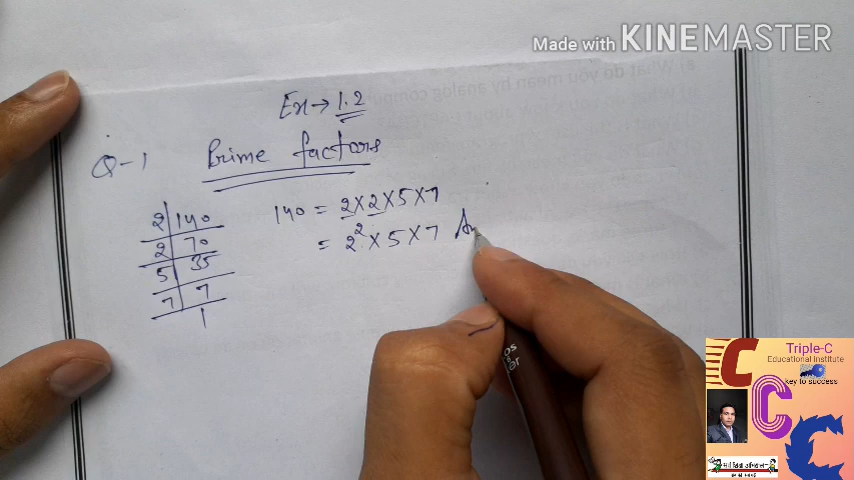 Made with KINEMASTER
Ex → 1.2
Q-1 Prime factors
2 | 140
2 | 70
5 | 35
7 | 7
1
140 = 2 × 2 × 5 × 7
= 2² × 5 × 7 An
Triple-C
Educational Institute
key to success
C
C
C